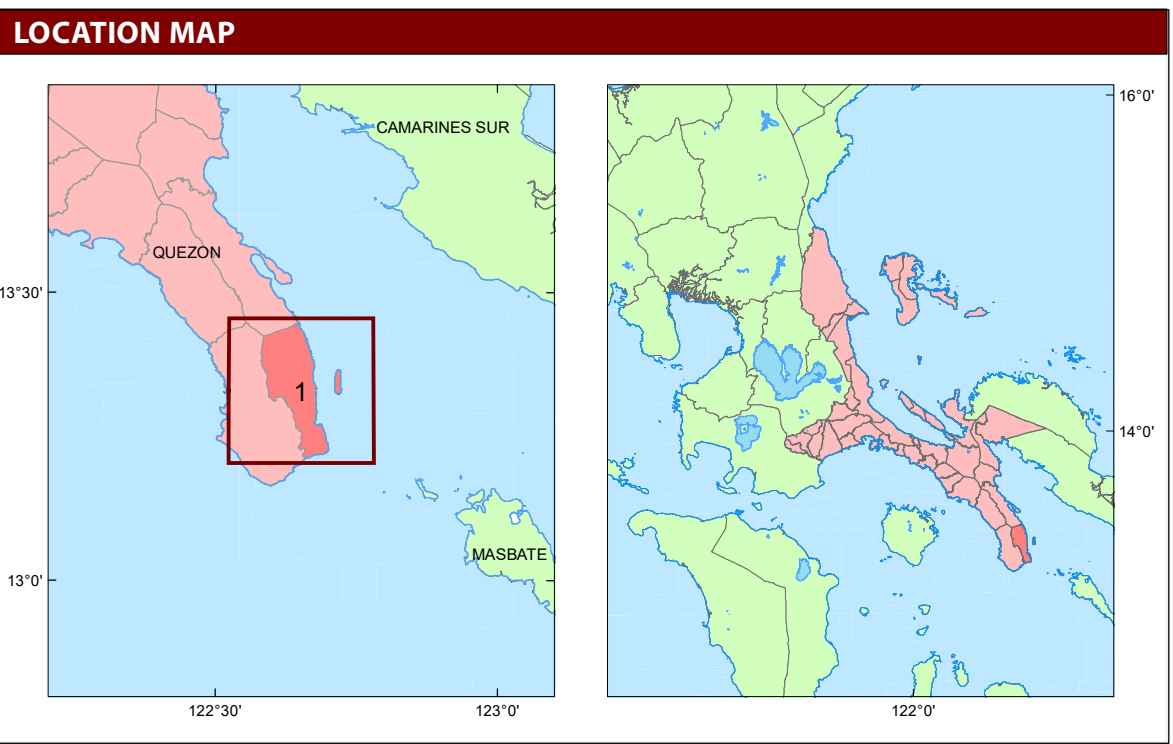 LOCATION MAP
CAMARINES SUR
QUEZON
13°30'
1
MASBATE
13°0'
122°30'
123°0'
16°0'
14°0'
122°0'